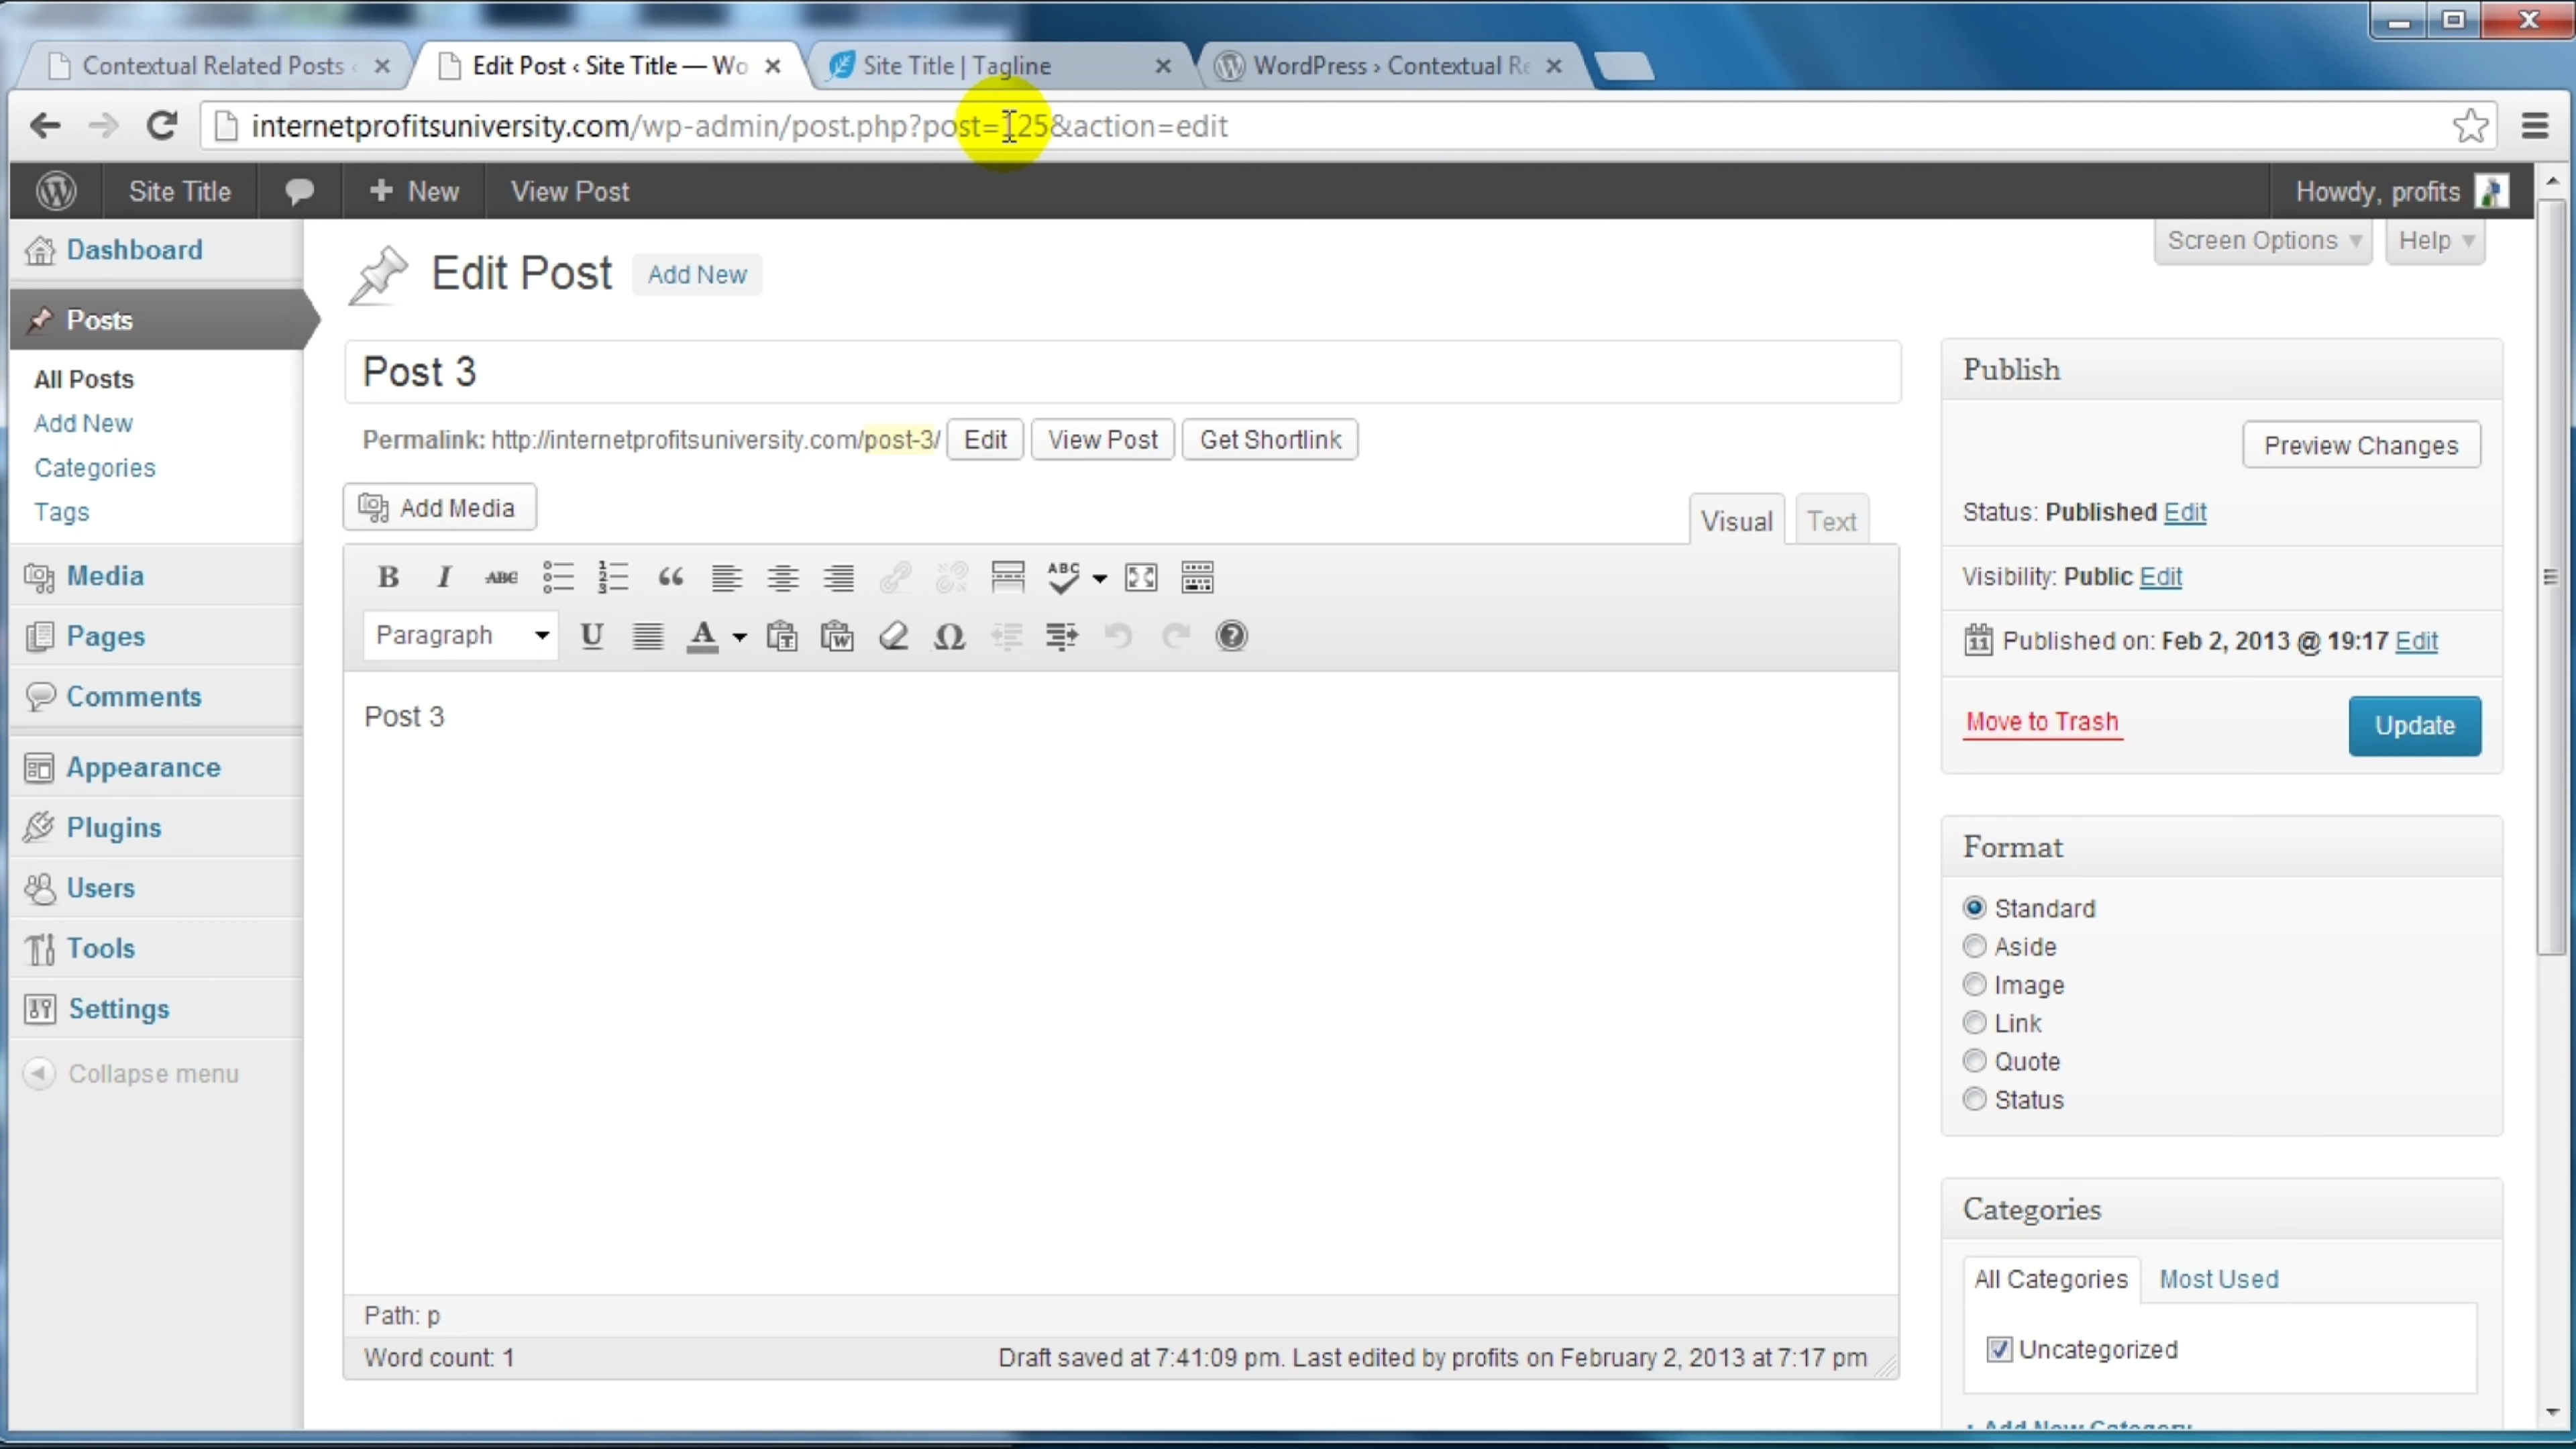 Contextual Related Posts ‹
Edit Post ‹ Site Title — Wo
Site Title | Tagline
WordPress › Contextual Re
internetprofitsuniversity.com/wp-admin/post.php?post=125&action=edit
Site Title
+ New
View Post
Howdy, profits
Screen Options
Help
Dashboard
Posts
All Posts
Add New
Categories
Tags
Media
Pages
Comments
Appearance
Plugins
Users
Tools
Settings
Collapse menu
Edit Post
Add New
Post 3
Permalink: http://internetprofitsuniversity.com/post-3/ Edit View Post Get Shortlink
Add Media
Visual
Text
B I ABC ABC
Paragraph
U A
Post 3
Path: p
Word count: 1
Draft saved at 7:41:09 pm. Last edited by profits on February 2, 2013 at 7:17 pm
Publish
Preview Changes
Status: Published Edit
Visibility: Public Edit
Published on: Feb 2, 2013 @ 19:17 Edit
Move to Trash
Update
Format
Standard
Aside
Image
Link
Quote
Status
Categories
All Categories
Most Used
Uncategorized
+ Add New Category